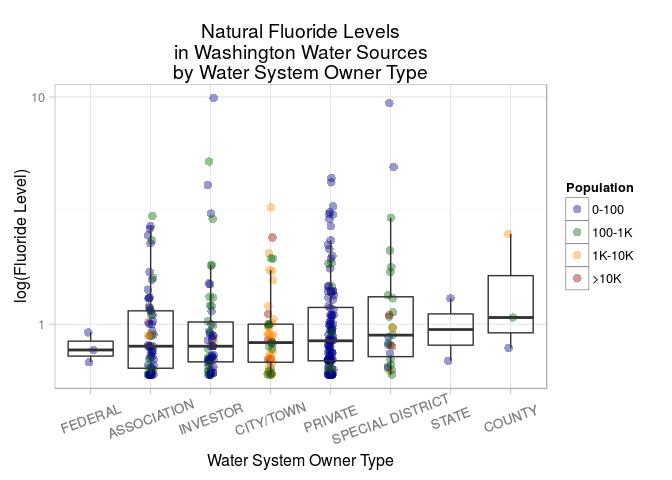 Natural Fluoride Levels
in Washington Water Sources
by Water System Owner Type
log(Fluoride Level)
10
1
FEDERAL
ASSOCIATION
INVESTOR
CITY/TOWN
PRIVATE
SPECIAL DISTRICT
STATE
COUNTY
Water System Owner Type
Population
0-100
100-1K
1K-10K
>10K